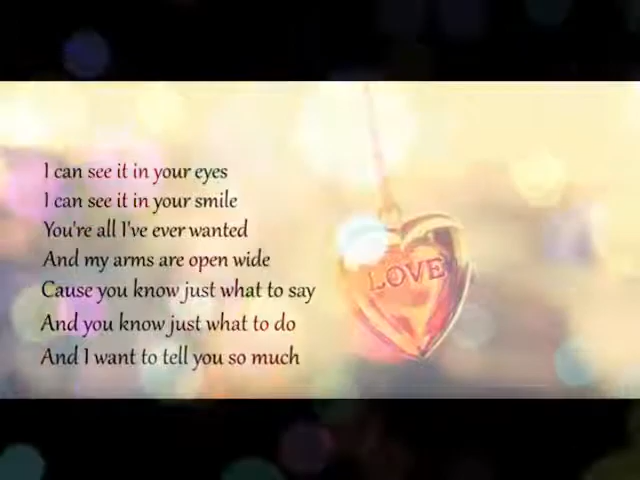 I can see it in your eyes
I can see it in your smile
You're all I've ever wanted
And my arms are open wide
Cause you know just what to say
And you know just what to do
And I want to tell you so much
LOVE